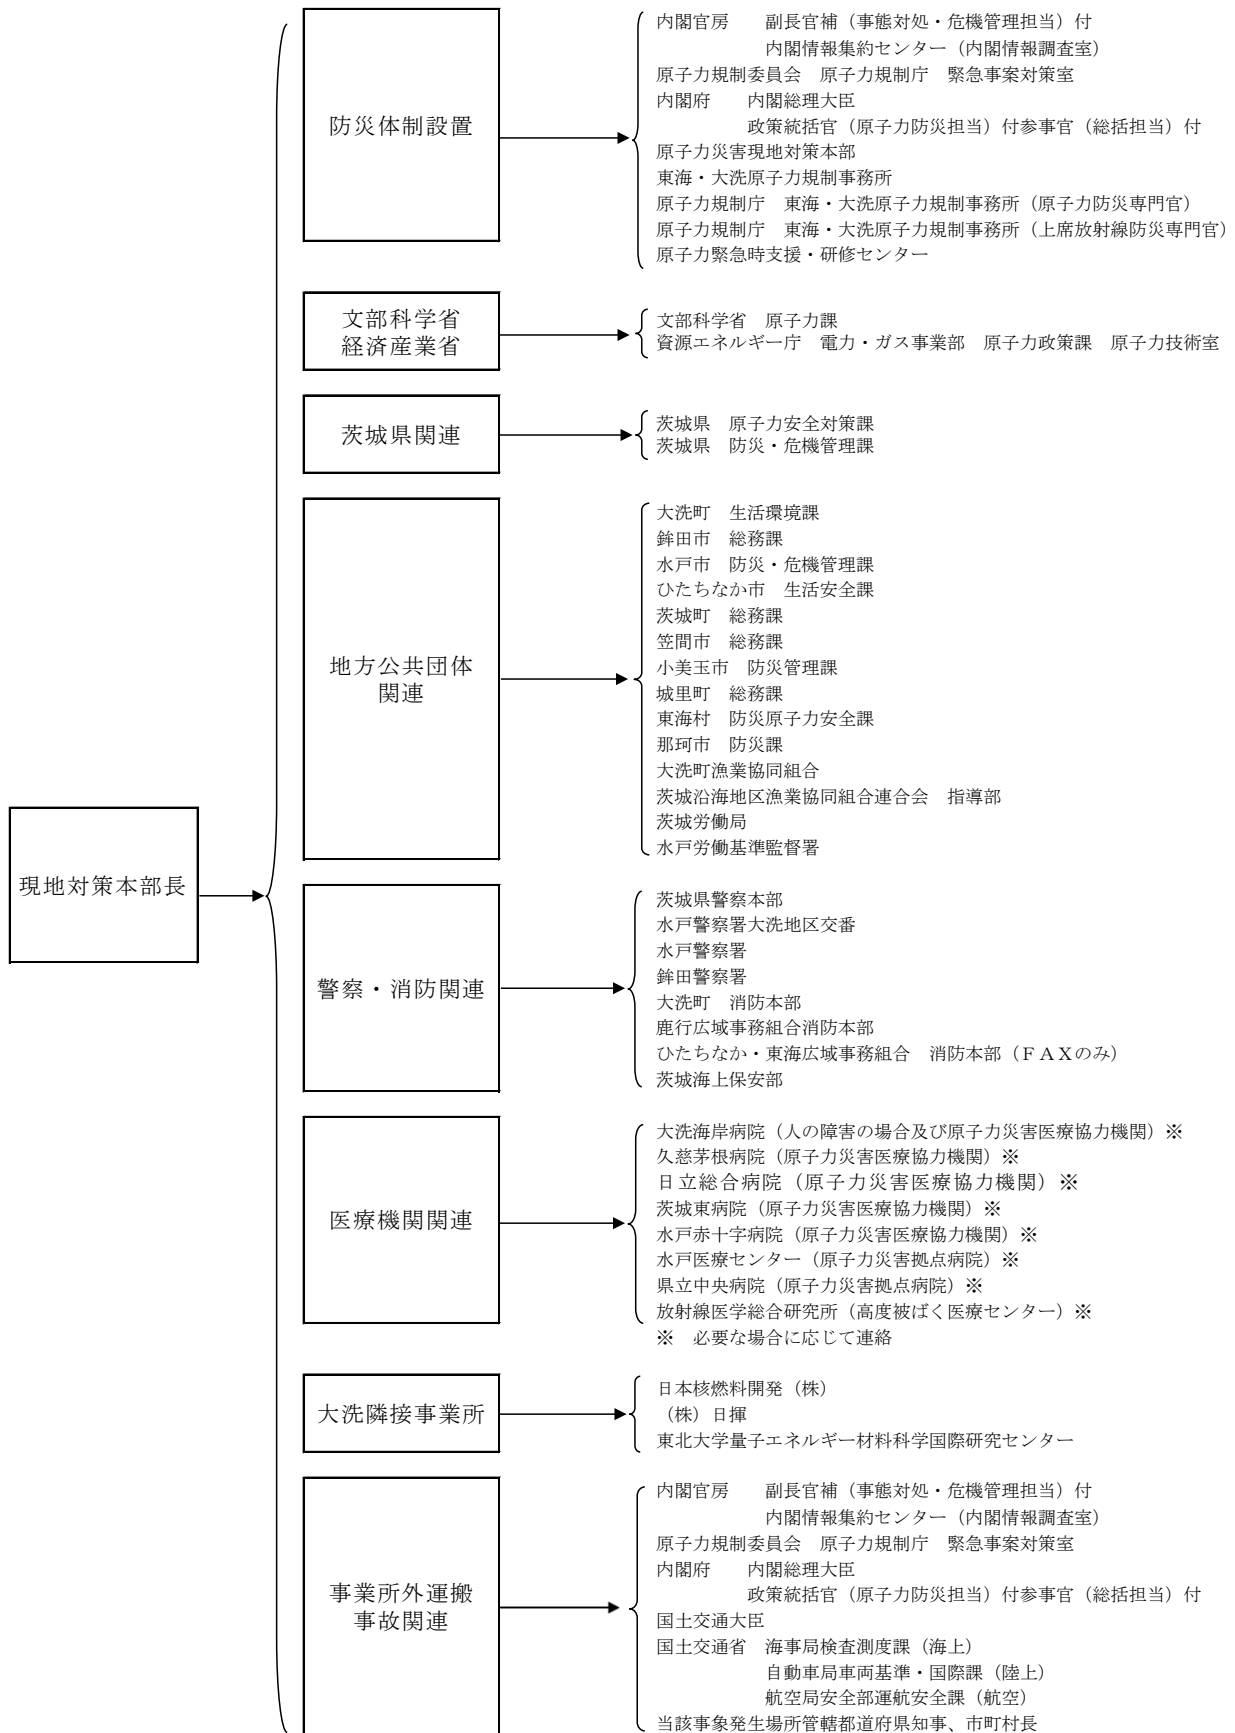 現地対策本部長
防災体制設置
内閣官房　　副長官補（事態対処・危機管理担当）付
内閣情報集約センター（内閣情報調査室）
原子力規制委員会　原子力規制庁　緊急事案対策室
内閣府　　内閣総理大臣
政策統括官（原子力防災担当）付参事官（総括担当）付
原子力災害現地対策本部
東海・大洗原子力規制事務所
原子力規制庁　東海・大洗原子力規制事務所（原子力防災専門官）
原子力規制庁　東海・大洗原子力規制事務所（上席放射線防災専門官）
原子力緊急時支援・研修センター
文部科学省
経済産業省
文部科学省　原子力課
資源エネルギー庁　電力・ガス事業部　原子力政策課　原子力技術室
茨城県関連
茨城県　原子力安全対策課
茨城県　防災・危機管理課
地方公共団体
関連
大洗町　生活環境課
鉾田市　総務課
水戸市　防災・危機管理課
ひたちなか市　生活安全課
茨城町　総務課
笠間市　総務課
小美玉市　防災管理課
城里町　総務課
東海村　防災原子力安全課
那珂市　防災課
大洗町漁業協同組合
茨城沿海地区漁業協同組合連合会　指導部
茨城労働局
水戸労働基準監督署
警察・消防関連
茨城県警察本部
水戸警察署大洗地区交番
水戸警察署
鉾田警察署
大洗町　消防本部
鹿行広域事務組合消防本部
ひたちなか・東海広域事務組合　消防本部（ＦＡＸのみ）
茨城海上保安部
医療機関関連
大洗海岸病院（人の障害の場合及び原子力災害医療協力機関）※
久慈茅根病院（原子力災害医療協力機関）※
日立総合病院（原子力災害医療協力機関）※
茨城東病院（原子力災害医療協力機関）※
水戸赤十字病院（原子力災害医療協力機関）※
水戸医療センター（原子力災害拠点病院）※
県立中央病院（原子力災害拠点病院）※
放射線医学総合研究所（高度被ばく医療センター）※
※　必要な場合に応じて連絡
大洗隣接事業所
日本核燃料開発（株）
（株）日揮
東北大学量子エネルギー材料科学国際研究センター
事業所外運搬
事故関連
内閣官房　　副長官補（事態対処・危機管理担当）付
内閣情報集約センター（内閣情報調査室）
原子力規制委員会　原子力規制庁　緊急事案対策室
内閣府　　内閣総理大臣
政策統括官（原子力防災担当）付参事官（総括担当）付
国土交通大臣
国土交通省　海事局検査測度課（海上）
自動車局車両基準・国際課（陸上）
航空局安全部運航安全課（航空）
当該事象発生場所管轄都道府県知事、市町村長